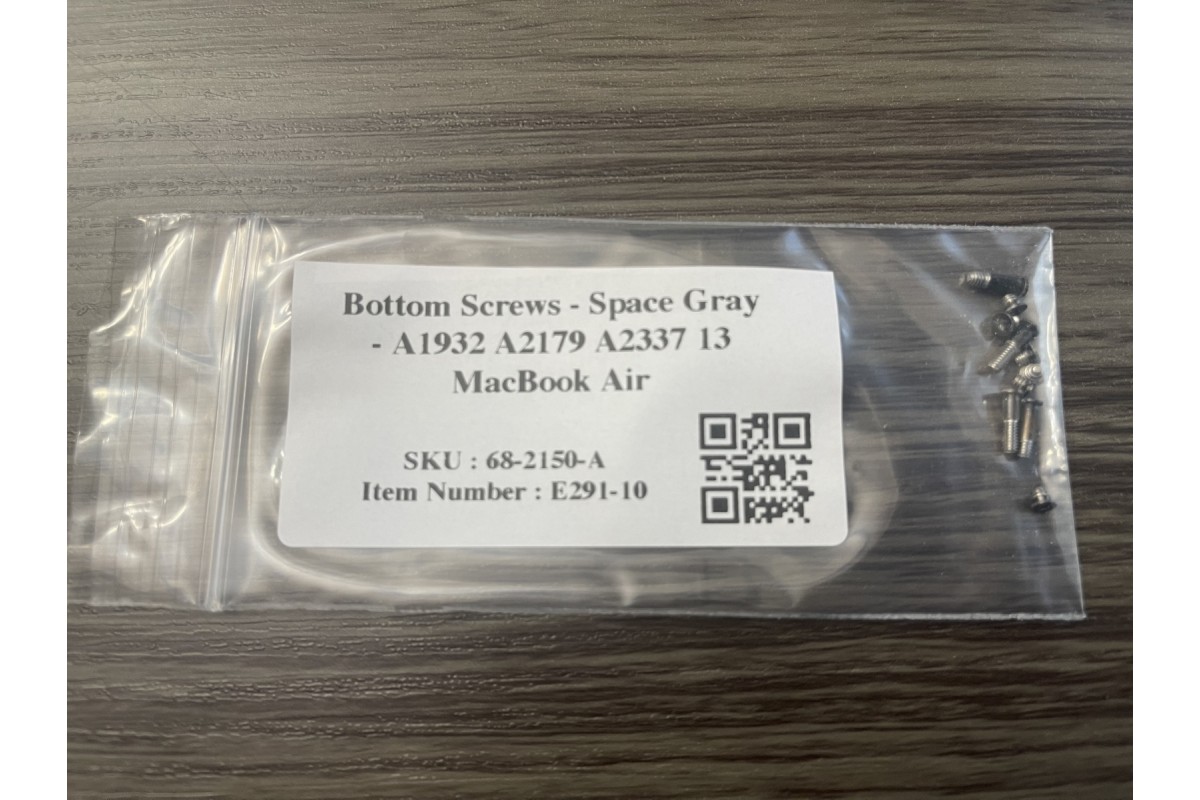 Bottom Screws - Space Gray
- A1932 A2179 A2337 13
MacBook Air
SKU : 68-2150-A
Item Number : E291-10